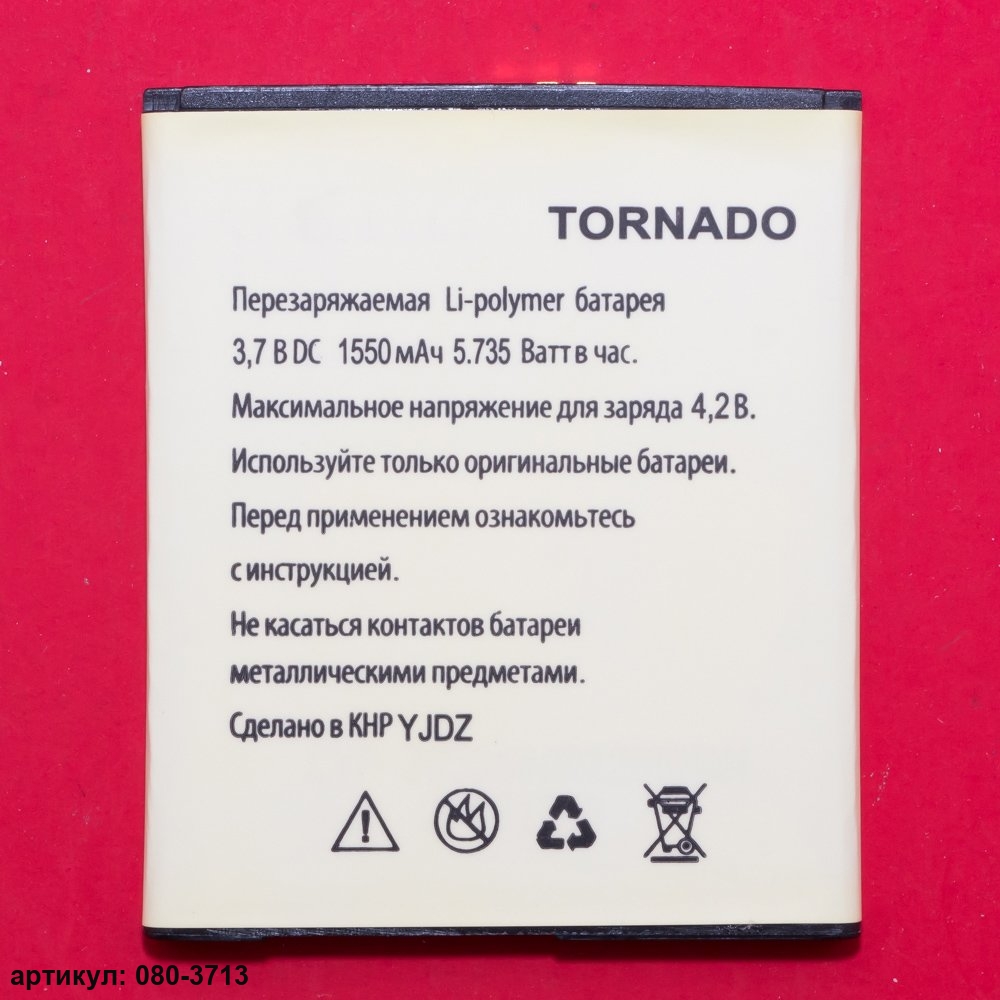 TORNADO
Перезаряжаемая Li-polymer батарея
3,7 В DC 1550 мАч 5.735 Ватт в час.
Максимальное напряжение для заряда 4,2 В.
Используйте только оригинальные батареи.
Перед применением ознакомьтесь
с инструкцией.
Не касаться контактов батареи
металлическими предметами.
Сделано в КНР YJDZ
артикул: 080-3713